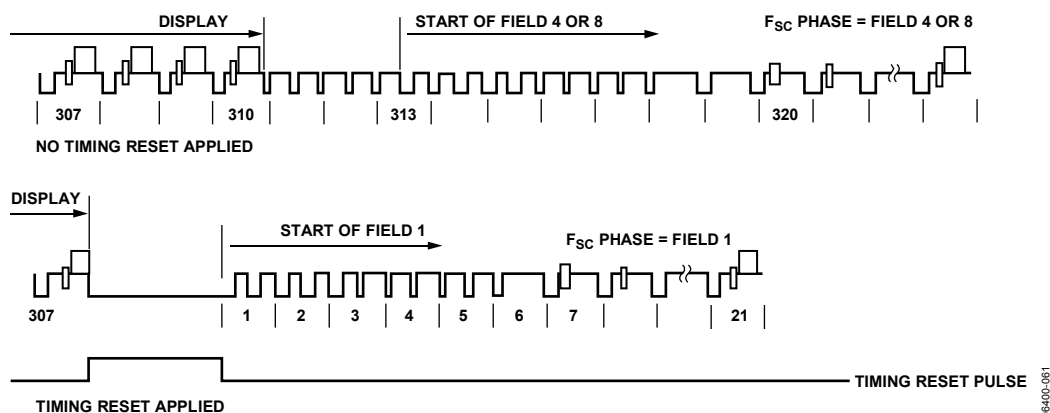 DISPLAY
START OF FIELD 4 OR 8
FSC PHASE = FIELD 4 OR 8
307
310
313
320
NO TIMING RESET APPLIED
DISPLAY
START OF FIELD 1
FSC PHASE = FIELD 1
307
1
2
3
4
5
6
7
21
TIMING RESET PULSE
TIMING RESET APPLIED
6400-061